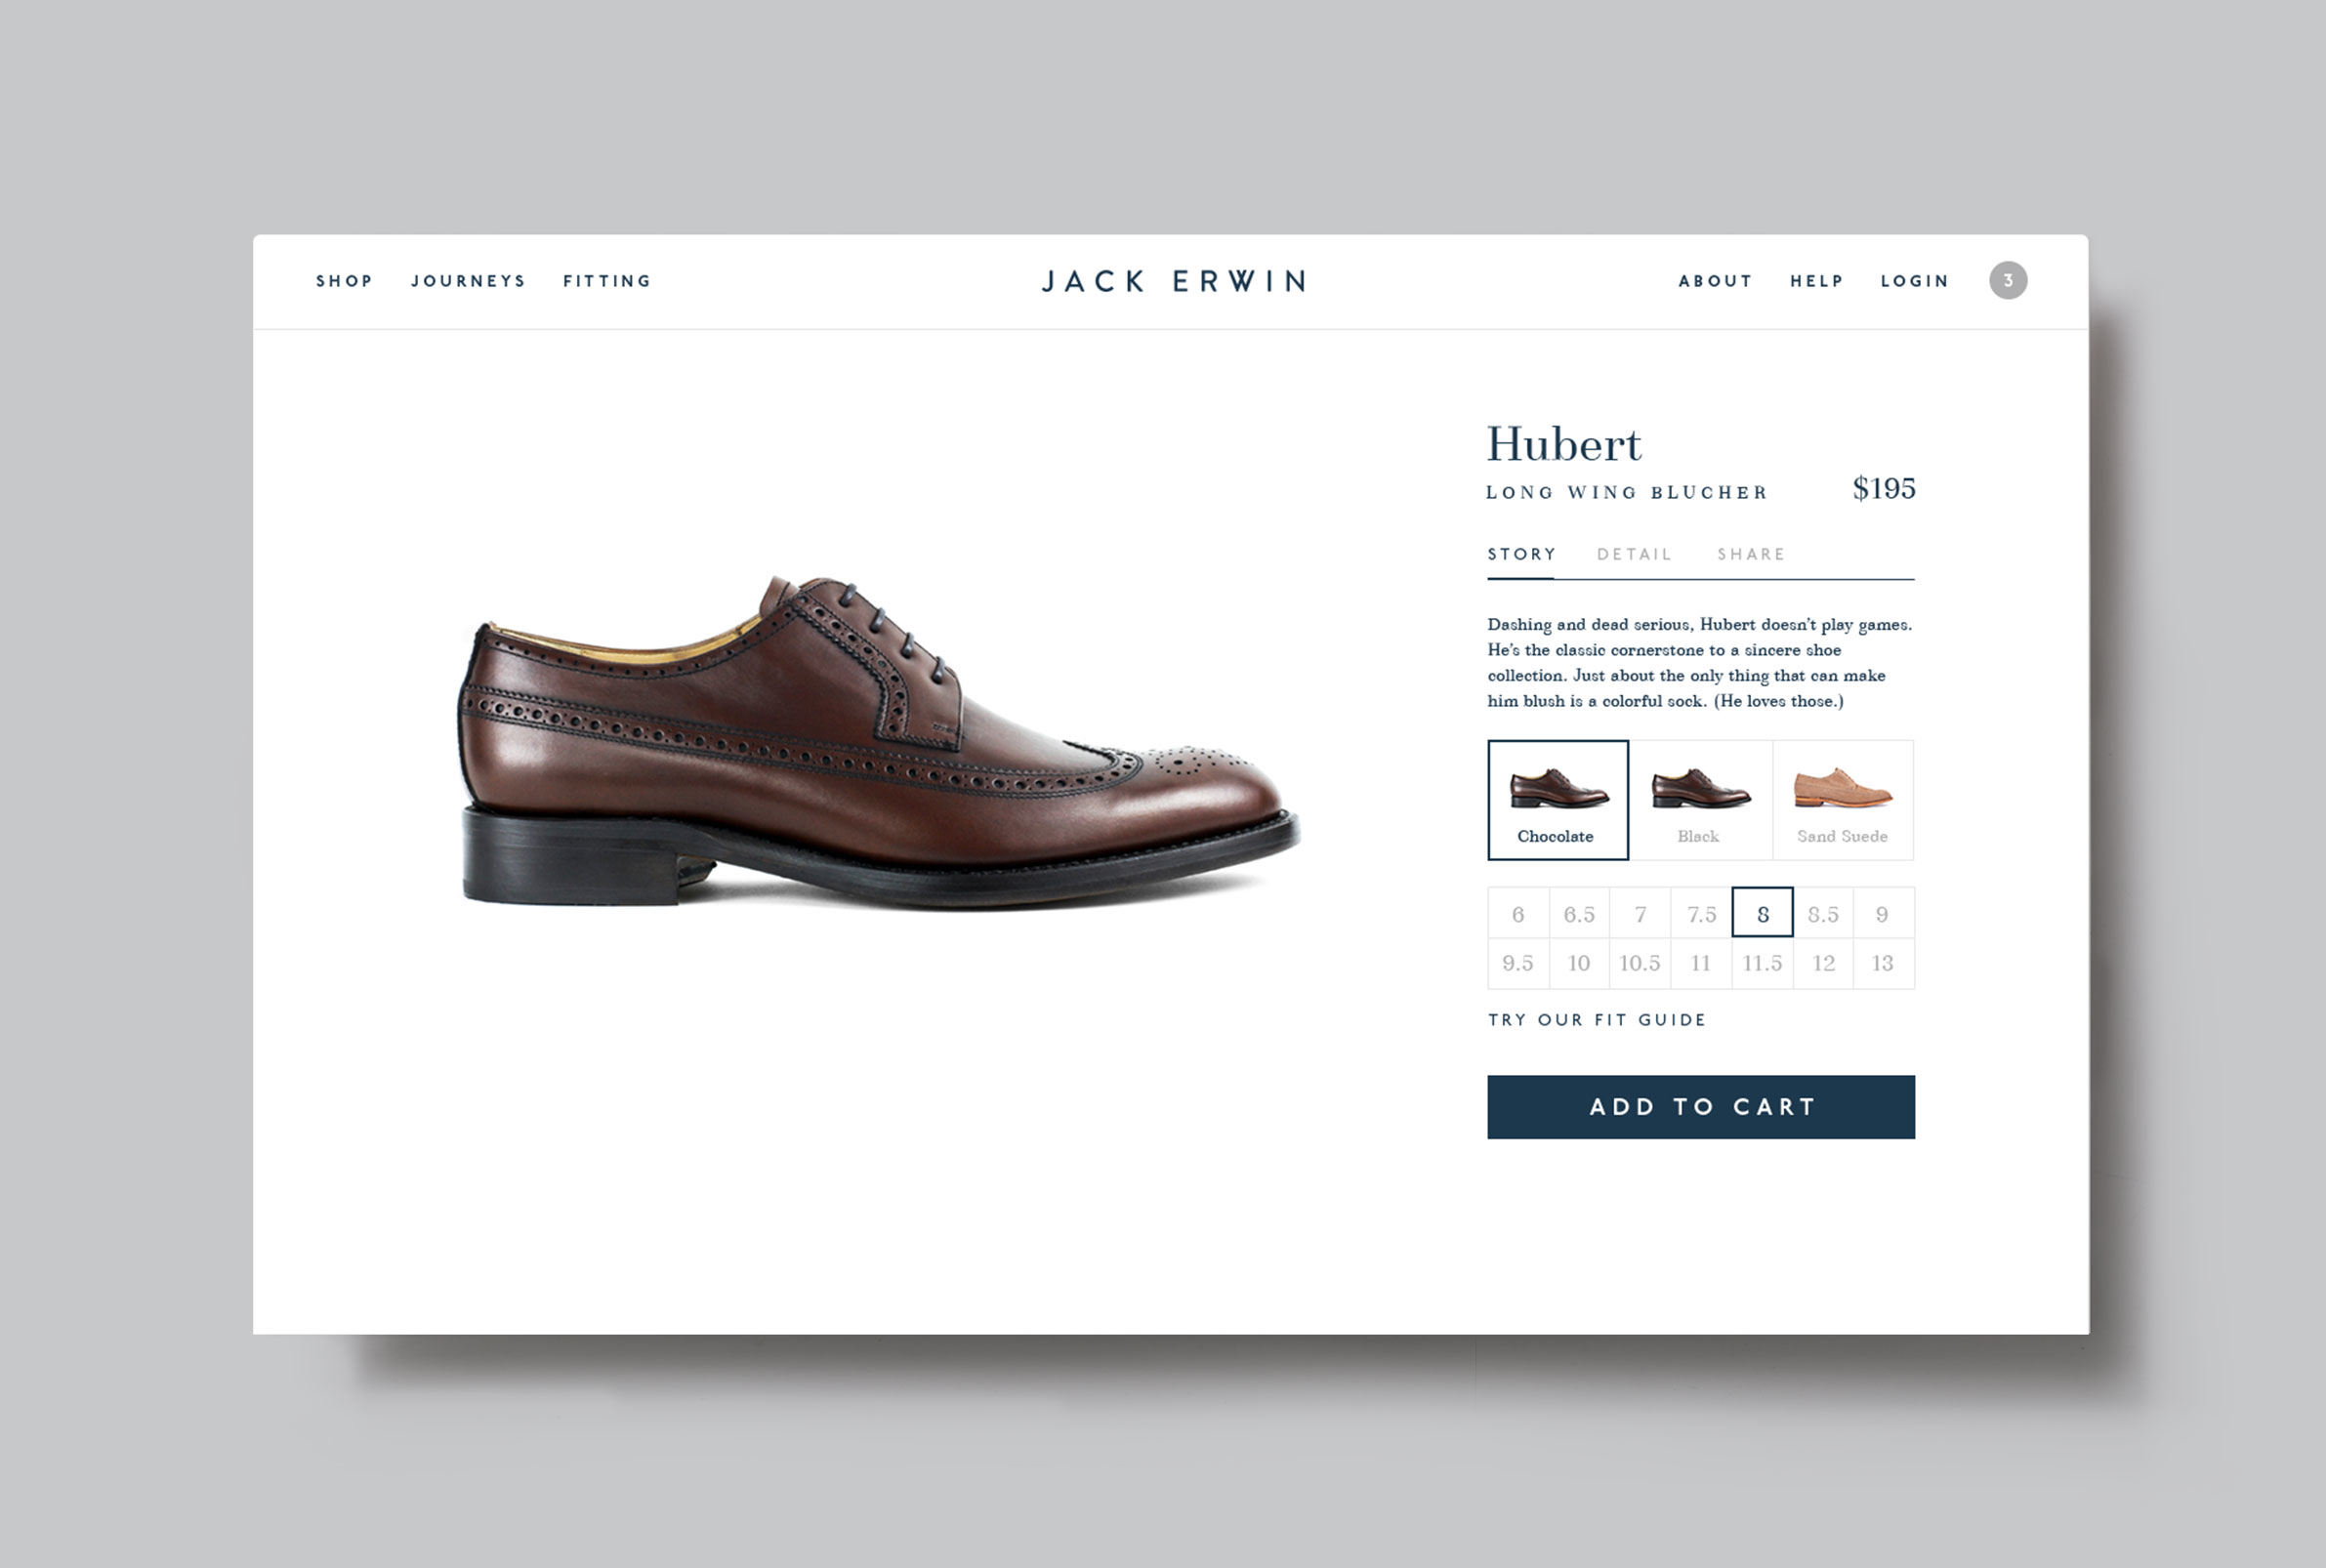 SHOP JOURNEYS FITTING JACK ERWIN ABOUT HELP LOGIN 3
Hubert
LONG WING BLUCHER $195
STORY DETAIL SHARE
Dashing and dead serious, Hubert doesn't play games.
He's the classic cornerstone to a sincere shoe
collection. Just about the only thing that can make
him blush is a colorful sock. (He loves those.)
Chocolate Black Sand Suede
6 6.5 7 7.5 8 8.5 9
9.5 10 10.5 11 11.5 12 13
TRY OUR FIT GUIDE
ADD TO CART